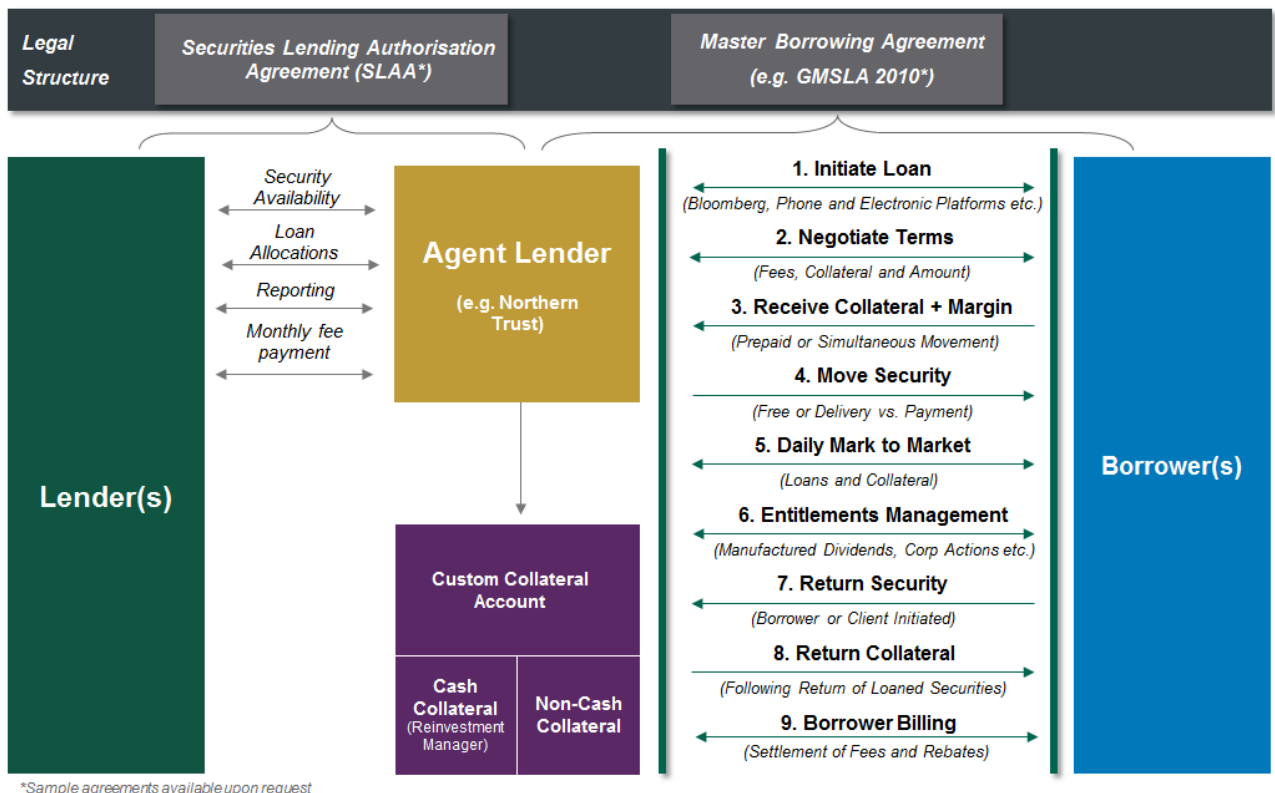 Legal
Structure
Securities Lending Authorisation
Agreement (SLAA*)
Master Borrowing Agreement
(e.g. GMSLA 2010*)
Lender(s)
Security
Availability
Loan
Allocations
Reporting
Monthly fee
payment
Agent Lender
(e.g. Northern
Trust)
Custom Collateral
Account
Cash
Collateral
(Reinvestment
Manager)
Non-Cash
Collateral
1. Initiate Loan
(Bloomberg, Phone and Electronic Platforms etc.)
2. Negotiate Terms
(Fees, Collateral and Amount)
3. Receive Collateral + Margin
(Prepaid or Simultaneous Movement)
4. Move Security
(Free or Delivery vs. Payment)
5. Daily Mark to Market
(Loans and Collateral)
6. Entitlements Management
(Manufactured Dividends, Corp Actions etc.)
7. Return Security
(Borrower or Client Initiated)
8. Return Collateral
(Following Return of Loaned Securities)
9. Borrower Billing
(Settlement of Fees and Rebates)
Borrower(s)
*Sample agreements available upon request